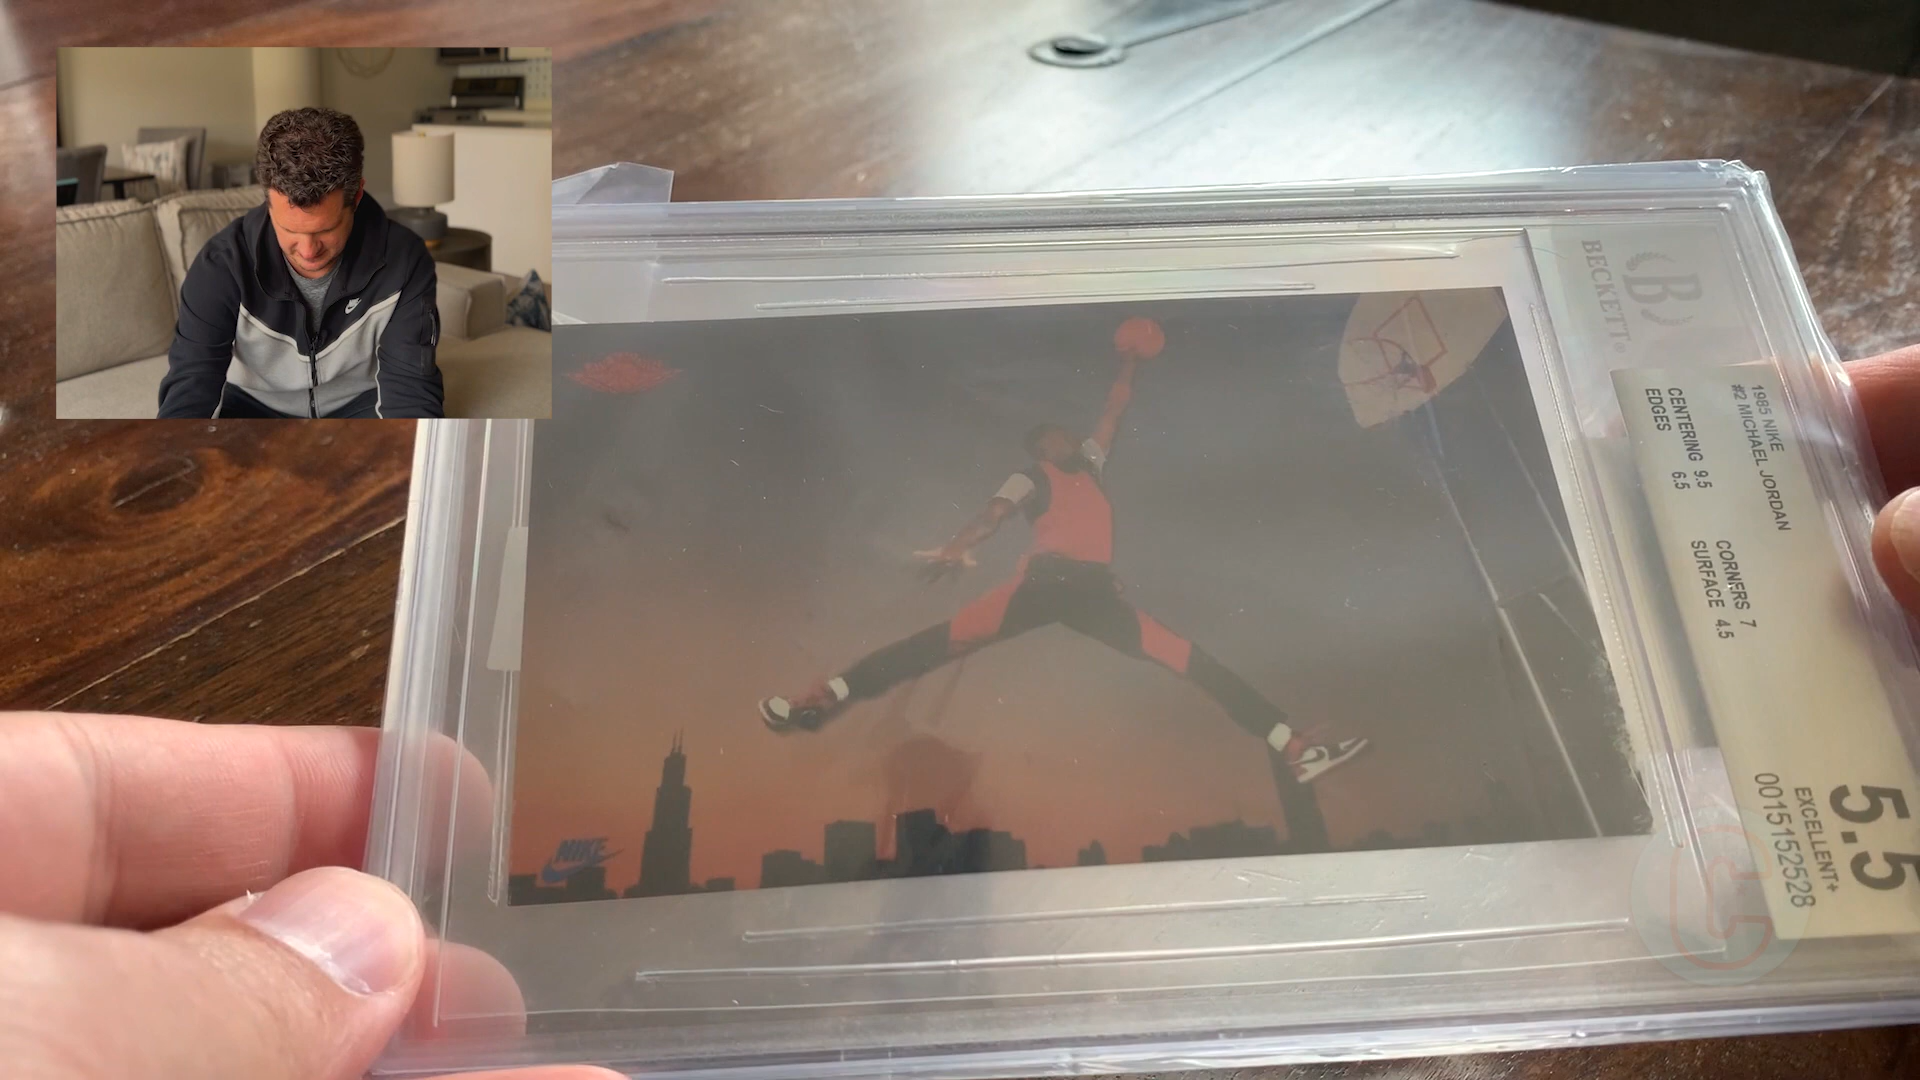 BECKETT
B
1985 NIKE
#2 MICHAEL JORDAN
CENTERING 9.5 CORNERS 7
EDGES 6.5 SURFACE 4.5
5.5
EXCELLENT+
0015152528
NIKE
C